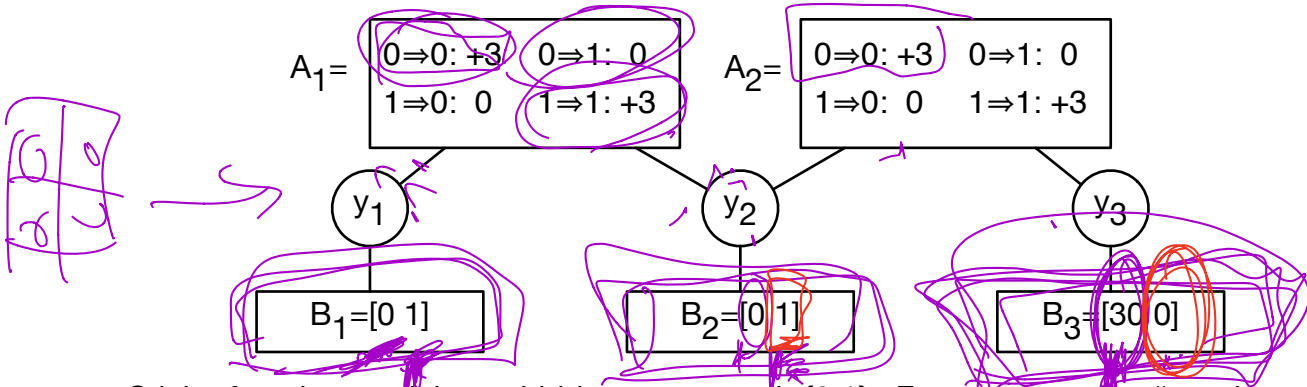 A1=
0⇒0: +3 0⇒1: 0
1⇒0: 0 1⇒1: +3
A2=
0⇒0: +3 0⇒1: 0
1⇒0: 0 1⇒1: +3
y1
y2
y3
B1=[0 1]
B2=[0 1]
B3=[30 0]